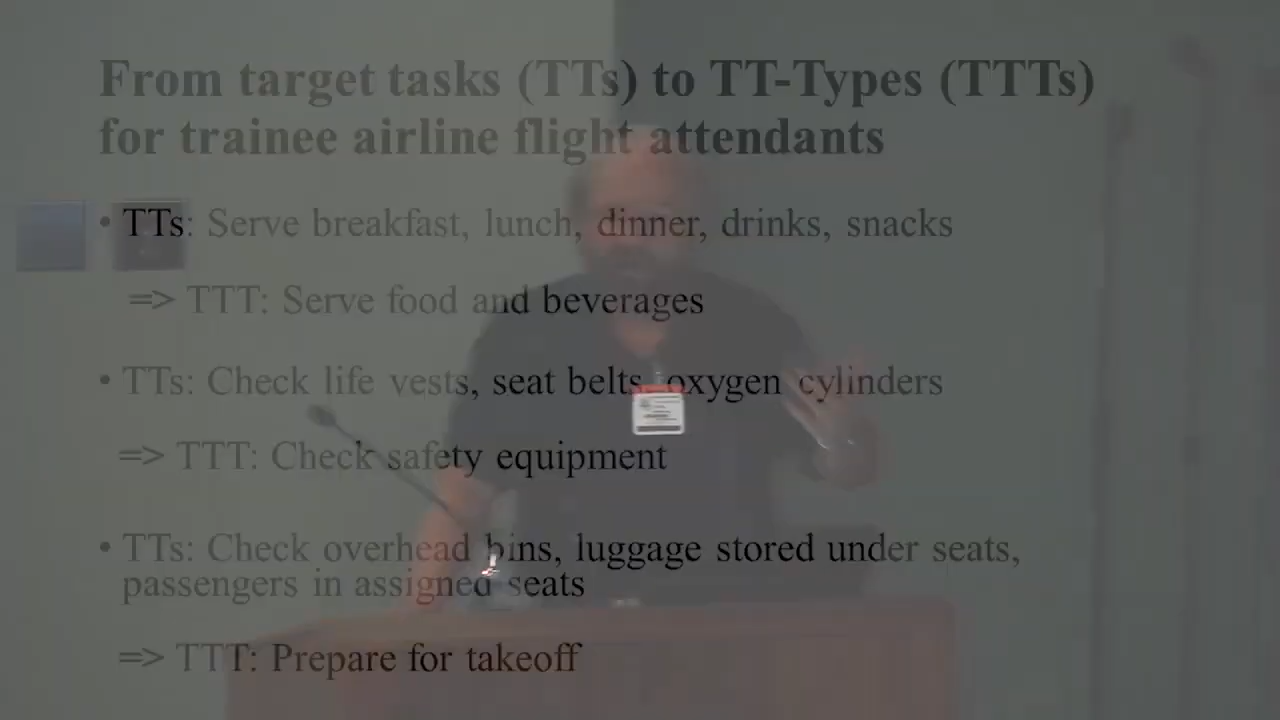 From target tasks (TTs) to TT-Types (TTTs)
for trainee airline flight attendants
• TTs: Serve breakfast, lunch, dinner, drinks, snacks
=> TTT: Serve food and beverages
• TTs: Check life vests, seat belts, oxygen cylinders
=> TTT: Check safety equipment
• TTs: Check overhead bins, luggage stored under seats,
passengers in assigned seats
=> TTT: Prepare for takeoff